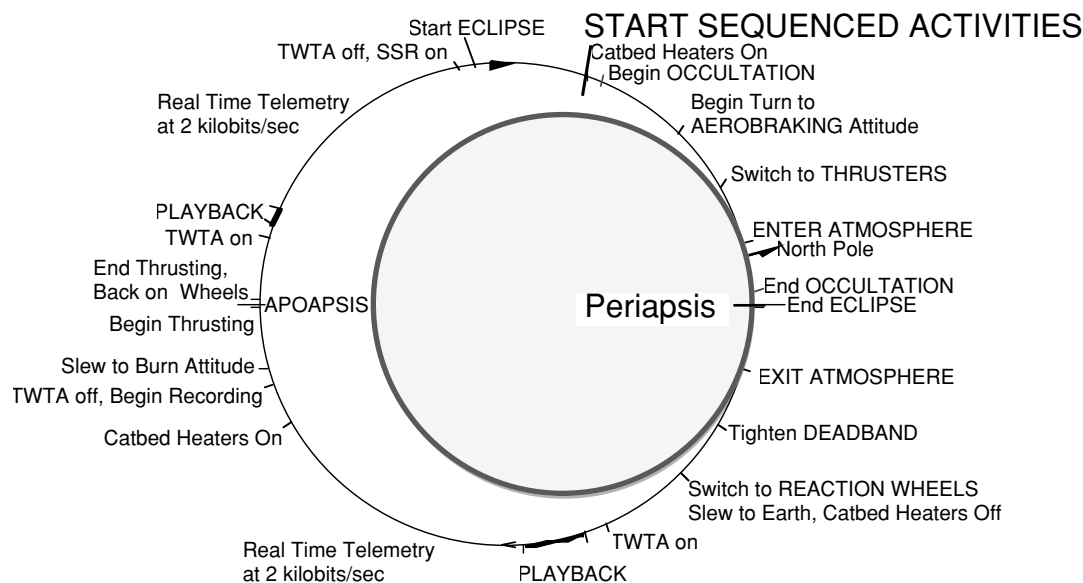 START SEQUENCED ACTIVITIES
Start ECLIPSE
TWTA off, SSR on
Catbed Heaters On
Begin OCCULTATION
Real Time Telemetry
at 2 kilobits/sec
Begin Turn to
AEROBRAKING Attitude
Switch to THRUSTERS
PLAYBACK
TWTA on
ENTER ATMOSPHERE
North Pole
End Thrusting,
Back on Wheels
APOAPSIS
Begin Thrusting
Periapsis
End OCCULTATION
End ECLIPSE
Slew to Burn Attitude
TWTA off, Begin Recording
Catbed Heaters On
EXIT ATMOSPHERE
Tighten DEADBAND
Switch to REACTION WHEELS
Slew to Earth, Catbed Heaters Off
TWTA on
PLAYBACK
Real Time Telemetry
at 2 kilobits/sec